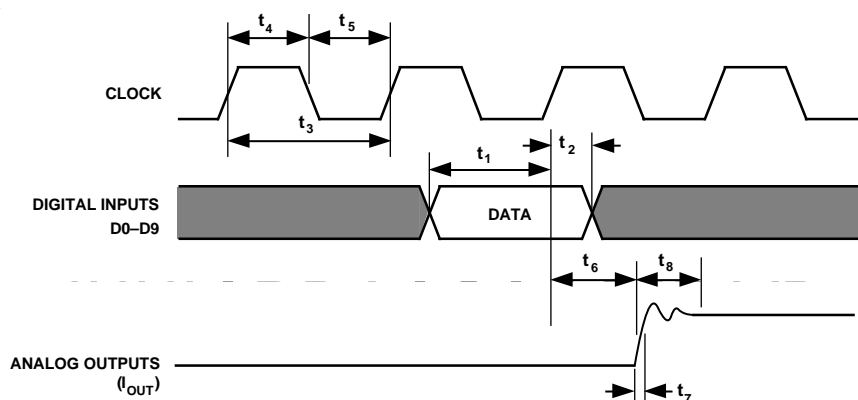 t4 t5
CLOCK
t3
t1 t2
DIGITAL INPUTS
D0–D9
DATA
t6 t8
ANALOG OUTPUTS
(IOUT)
t7